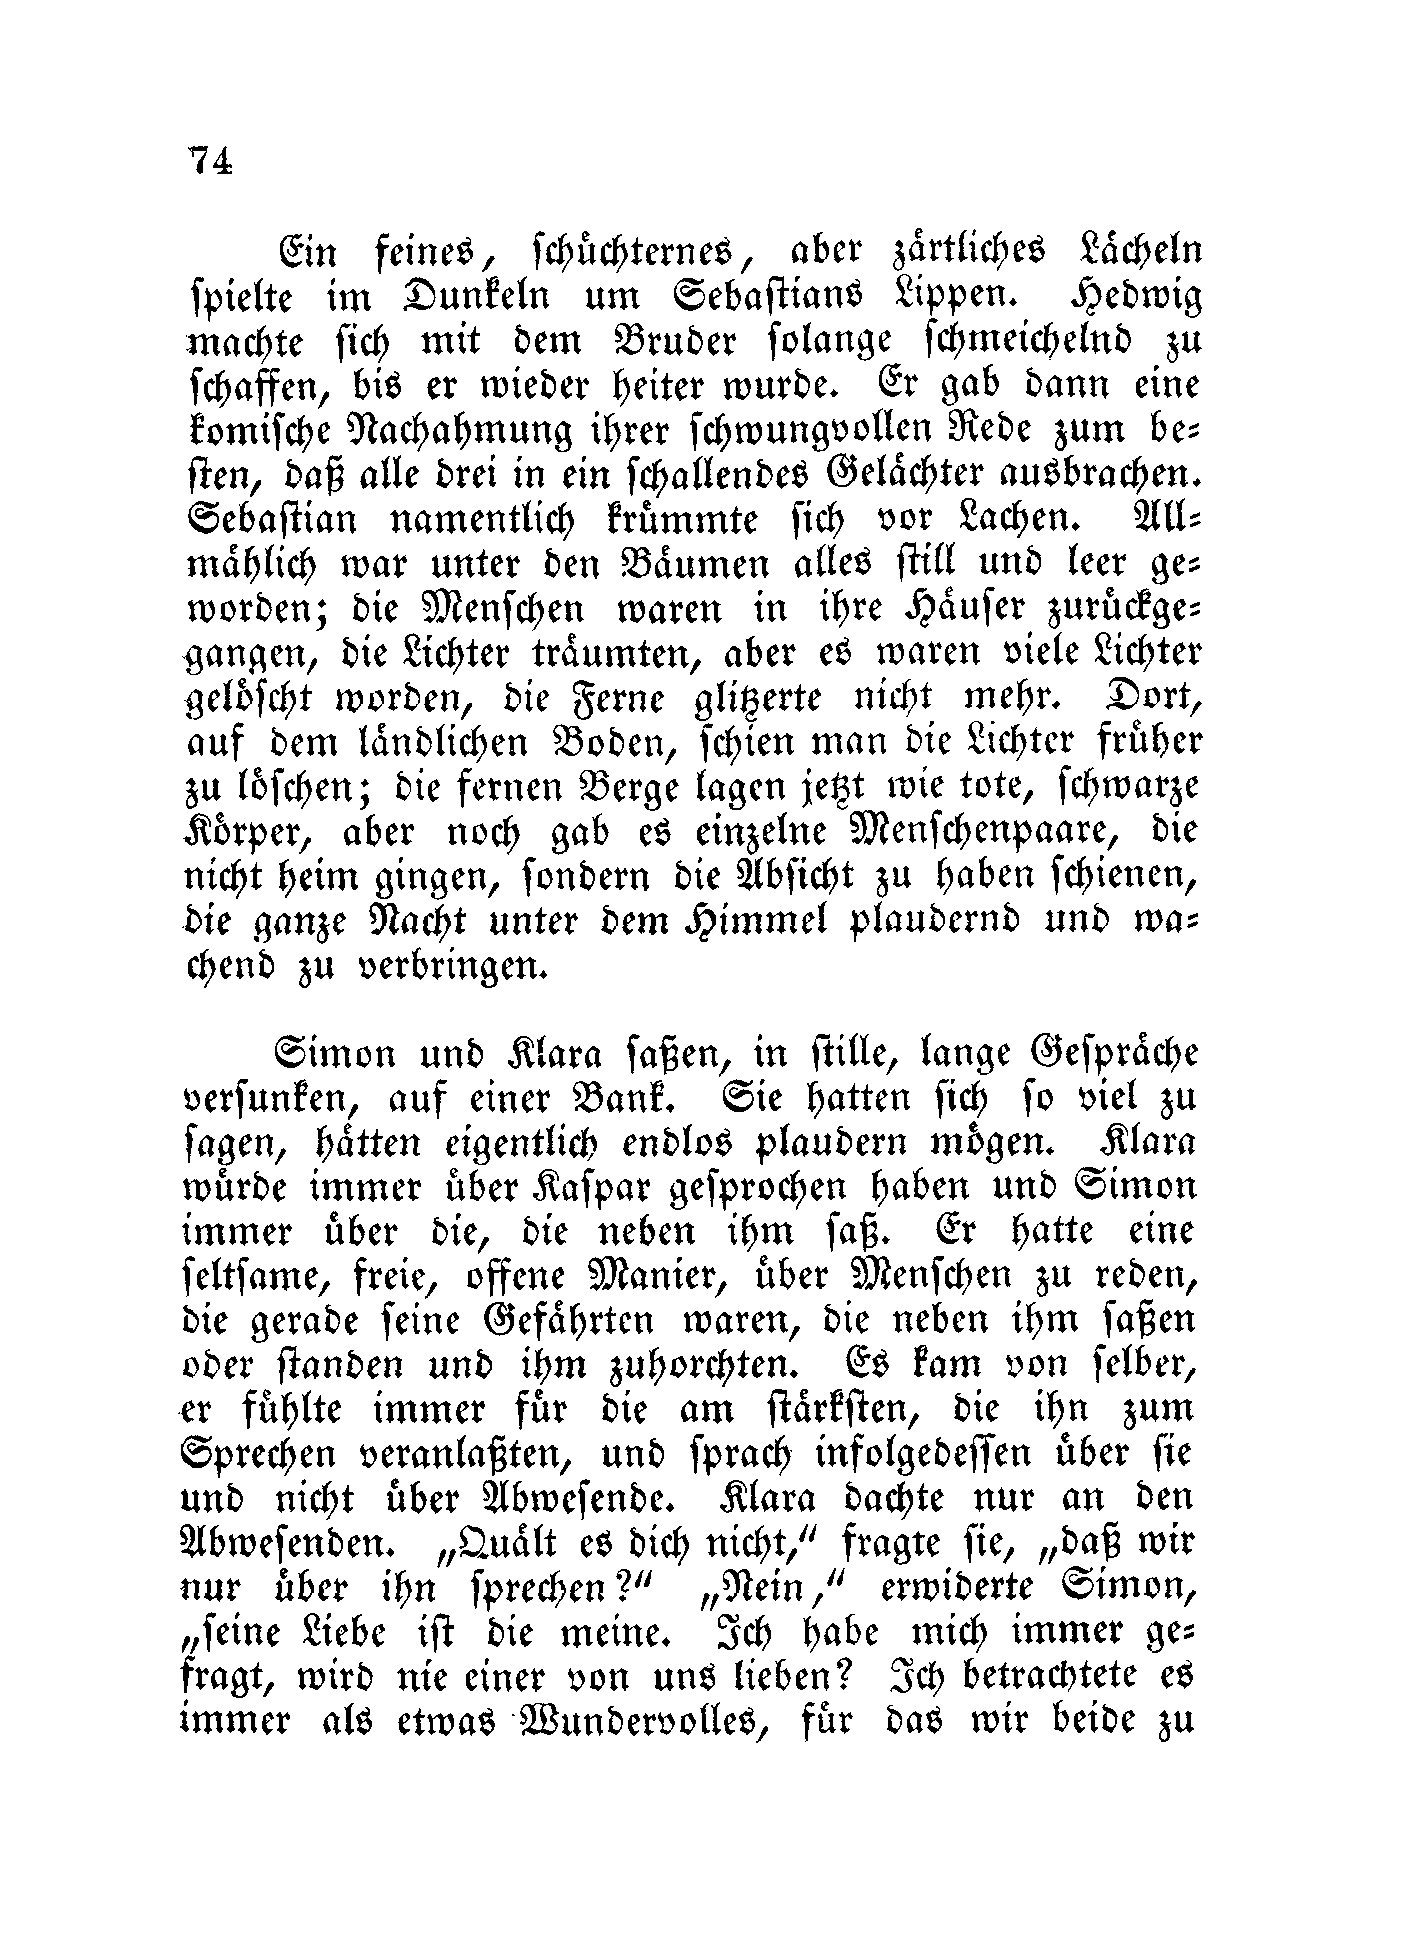 74
Ein feines, schüchternes, aber zärtliches Lächeln
spielte im Dunkeln um Sebastians Lippen. Hedwig
machte sich mit dem Bruder solange schmeichelnd zu
schaffen, bis er wieder heiter wurde. Er gab dann eine
komische Nachahmung ihrer schwungvollen Rede zum be-
sten, daß alle drei in ein schallendes Gelächter ausbrachen.
Sebastian namentlich krümmte sich vor Lachen. All-
mählich war unter den Bäumen alles still und leer ge-
worden; die Menschen waren in ihre Häuser zurückge-
gangen, die Lichter träumten, aber es waren viele Lichter
gelöscht worden, die Ferne glitzerte nicht mehr. Dort,
auf dem ländlichen Boden, schien man die Lichter früher
zu löschen; die fernen Berge lagen jetzt wie tote, schwarze
Körper, aber noch gab es einzelne Menschenpaare, die
nicht heim gingen, sondern die Absicht zu haben schienen,
die ganze Nacht unter dem Himmel plaudernd und wa-
chend zu verbringen.
Simon und Klara saßen, in stille, lange Gespräche
versunken, auf einer Bank. Sie hatten sich so viel zu
sagen, hätten eigentlich endlos plaudern mögen. Klara
würde immer über Kaspar gesprochen haben und Simon
immer über die, die neben ihm saß. Er hatte eine
seltsame, freie, offene Manier, über Menschen zu reden,
die gerade seine Gefährten waren, die neben ihm saßen
oder standen und ihm zuhorchten. Es kam von selber,
er fühlte immer für die am stärksten, die ihn zum
Sprechen veranlaßten, und sprach infolgedessen über sie
und nicht über Abwesende. Klara dachte nur an den
Abwesenden. „Quält es dich nicht,“ fragte sie, „daß wir
nur über ihn sprechen?“ „Nein,“ erwiderte Simon,
„seine Liebe ist die meine. Ich habe mich immer ge-
fragt, wird nie einer von uns lieben? Ich betrachtete es
immer als etwas Wundervolles, für das wir beide zu